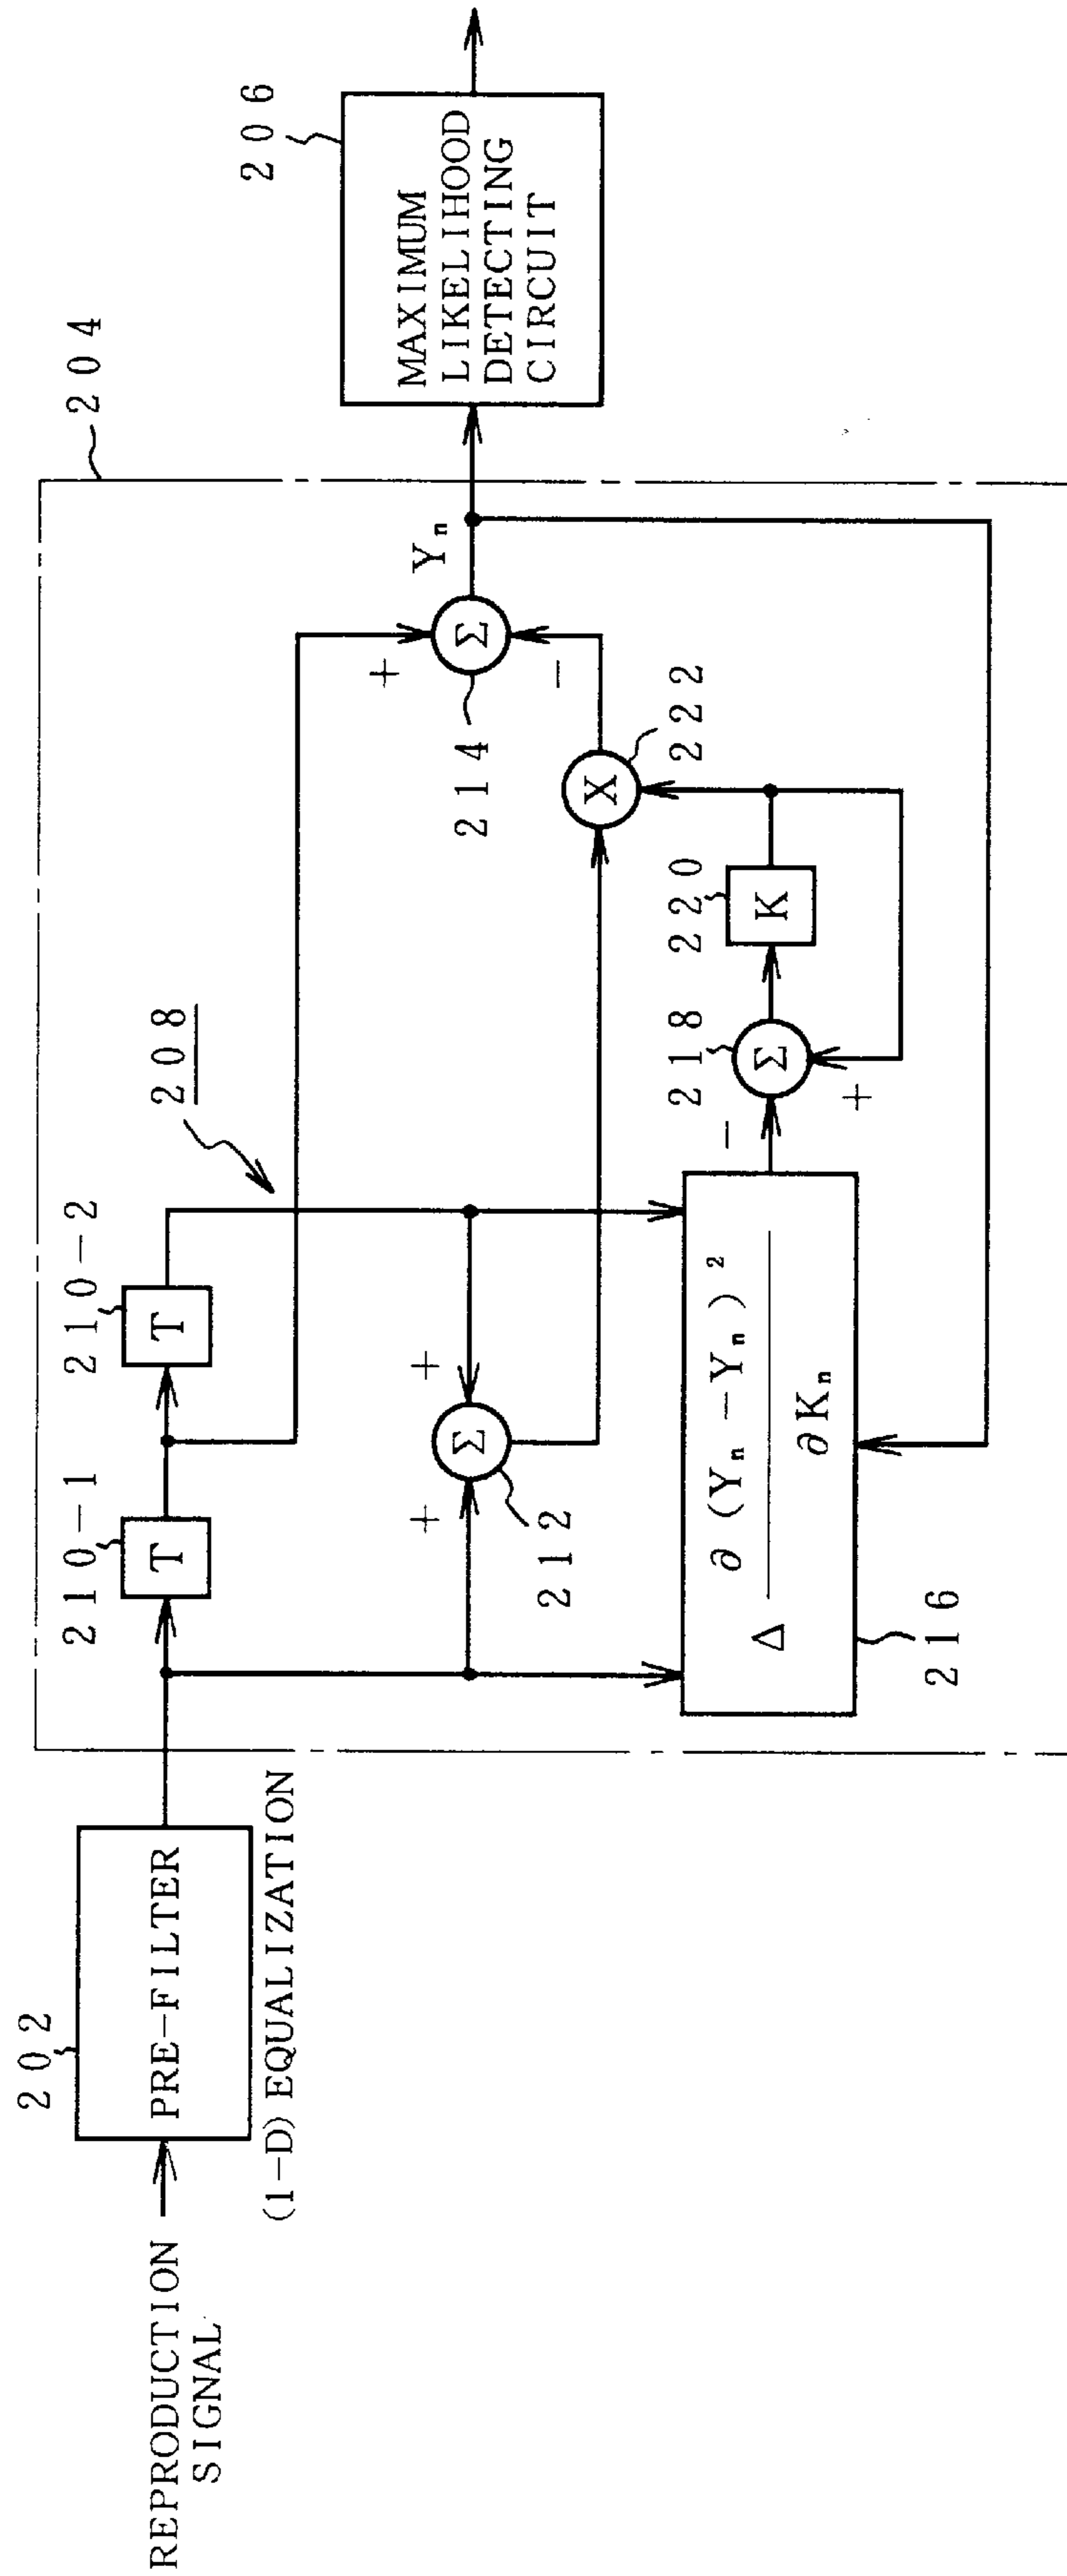 REPRODUCTION
SIGNAL
202
PRE-FILTER
(1-D) EQUALIZATION
204
210-1
T
210-2
T
208
+
Σ
+
212
216
Δ ∂ (Yₙ -Yₙ) ² / ∂Kₙ
-
218
Σ
+
220
K
222
X
+
-
214
Σ
Yₙ
206
MAXIMUM
LIKELIHOOD
DETECTING
CIRCUIT